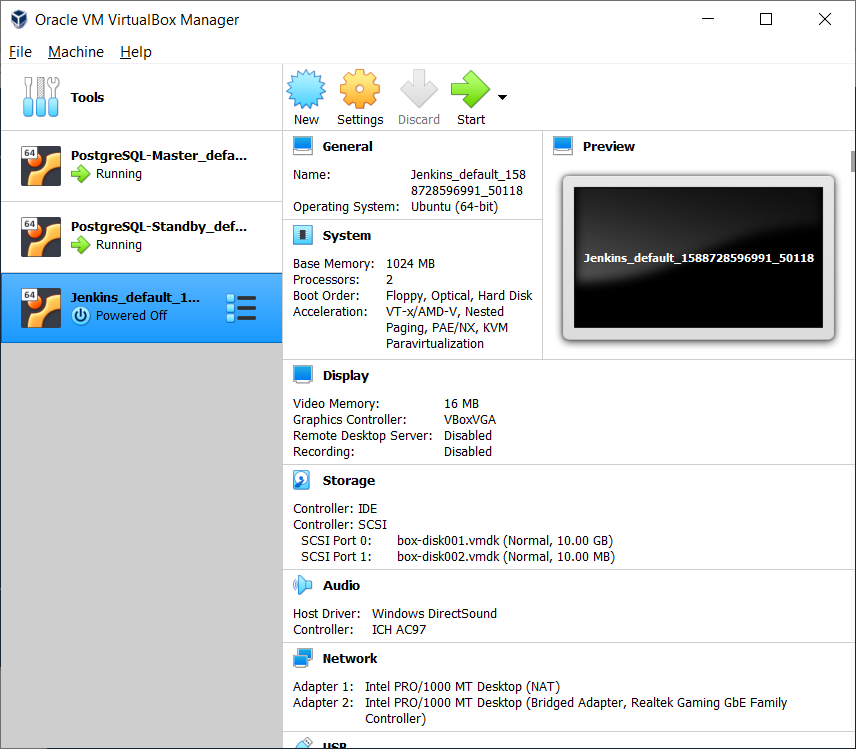 Oracle VM VirtualBox Manager
File Machine Help
Tools
64
PostgreSQL-Master_defa...
Running
64
PostgreSQL-Standby_def...
Running
64
Jenkins_default_1...
Powered Off
New Settings Discard Start
General
Name: Jenkins_default_158
8728596991_50118
Operating System: Ubuntu (64-bit)
System
Base Memory: 1024 MB
Processors: 2
Boot Order: Floppy, Optical, Hard Disk
Acceleration: VT-x/AMD-V, Nested
Paging, PAE/NX, KVM
Paravirtualization
Preview
Jenkins_default_1588728596991_50118
Display
Video Memory: 16 MB
Graphics Controller: VBoxVGA
Remote Desktop Server: Disabled
Recording: Disabled
Storage
Controller: IDE
Controller: SCSI
SCSI Port 0: box-disk001.vmdk (Normal, 10.00 GB)
SCSI Port 1: box-disk002.vmdk (Normal, 10.00 MB)
Audio
Host Driver: Windows DirectSound
Controller: ICH AC97
Network
Adapter 1: Intel PRO/1000 MT Desktop (NAT)
Adapter 2: Intel PRO/1000 MT Desktop (Bridged Adapter, Realtek Gaming GbE Family
Controller)
USB